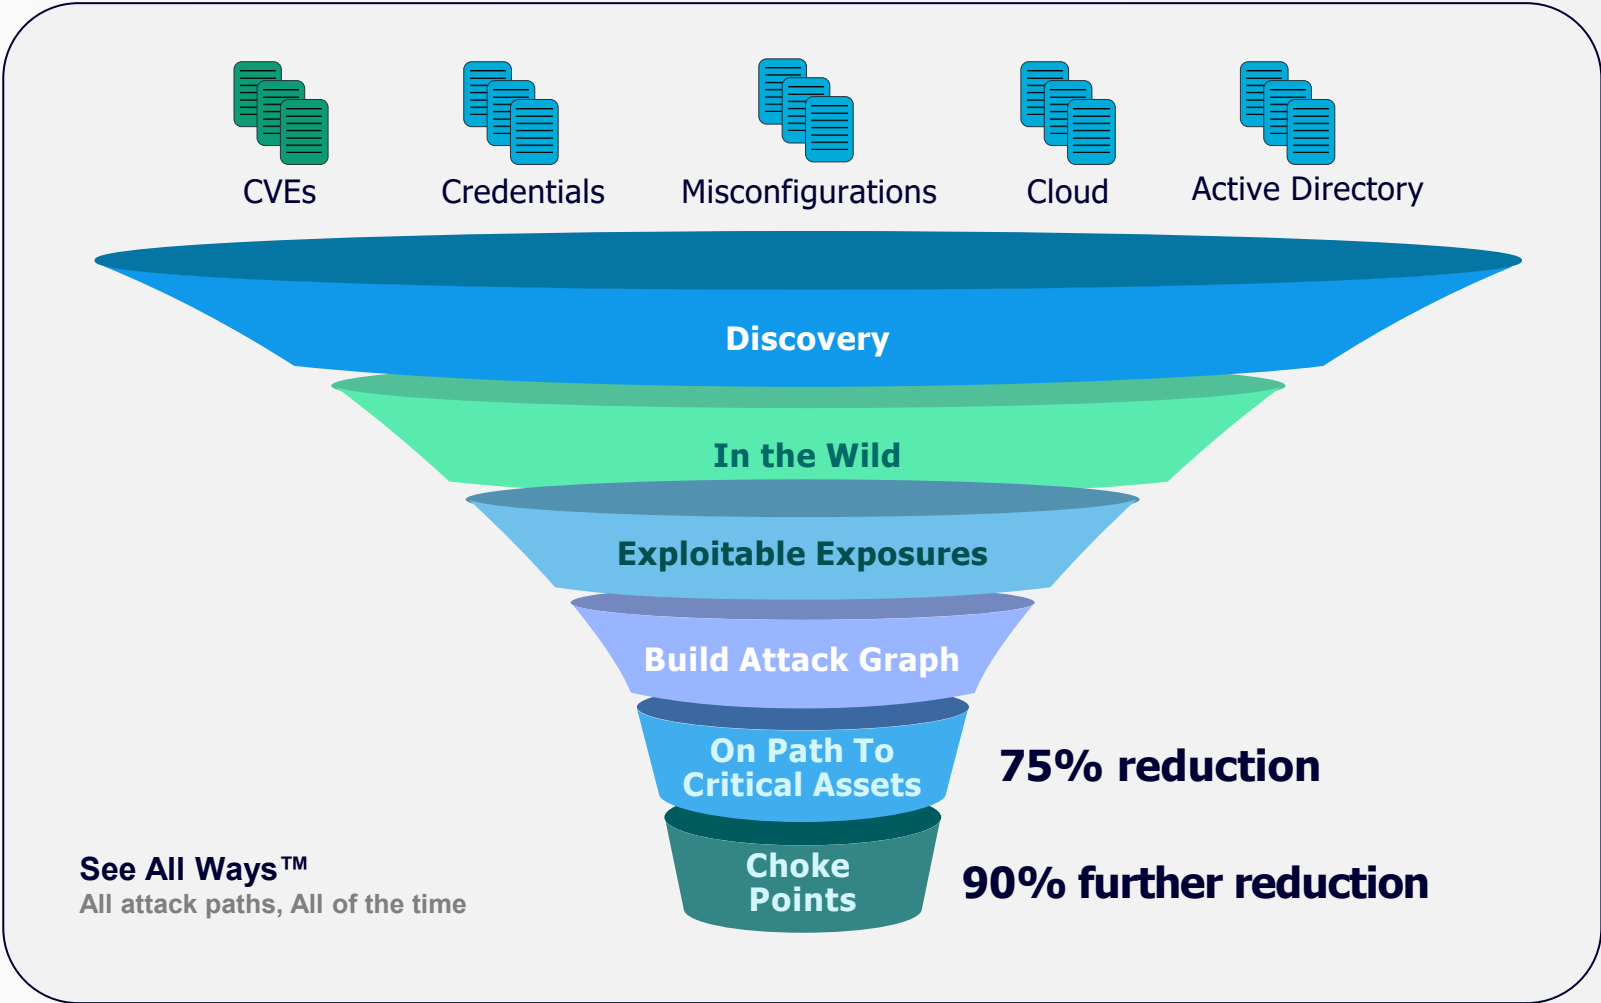 CVEs
Credentials
Misconfigurations
Cloud
Active Directory
Discovery
In the Wild
Exploitable Exposures
Build Attack Graph
On Path To
Critical Assets
75% reduction
Choke
Points
90% further reduction
See All Ways™
All attack paths, All of the time